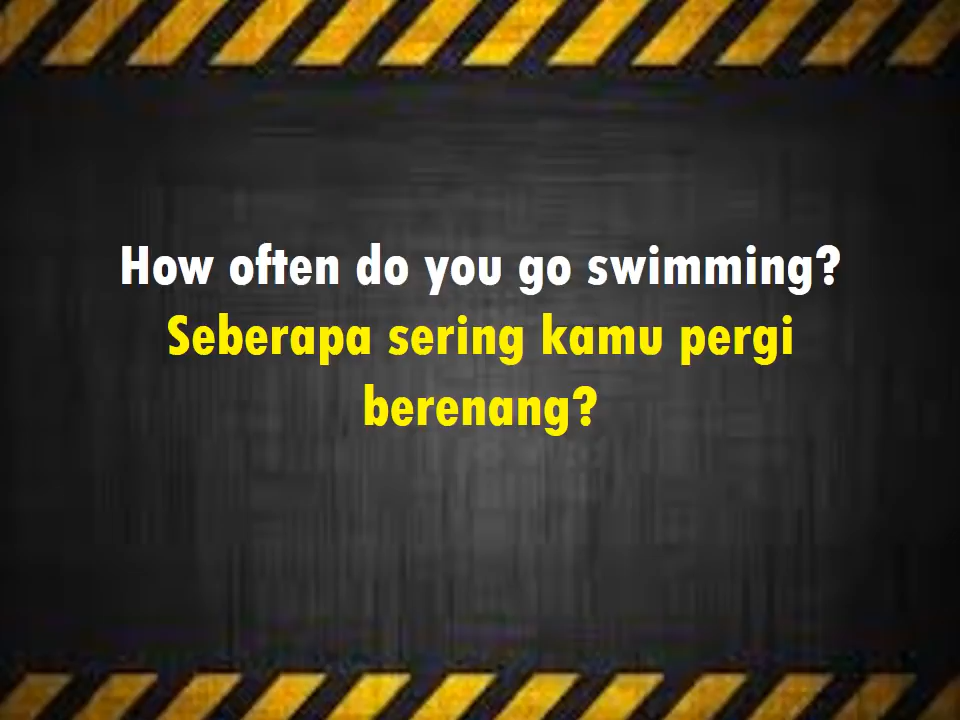 How often do you go swimming?
Seberapa sering kamu pergi
berenang?